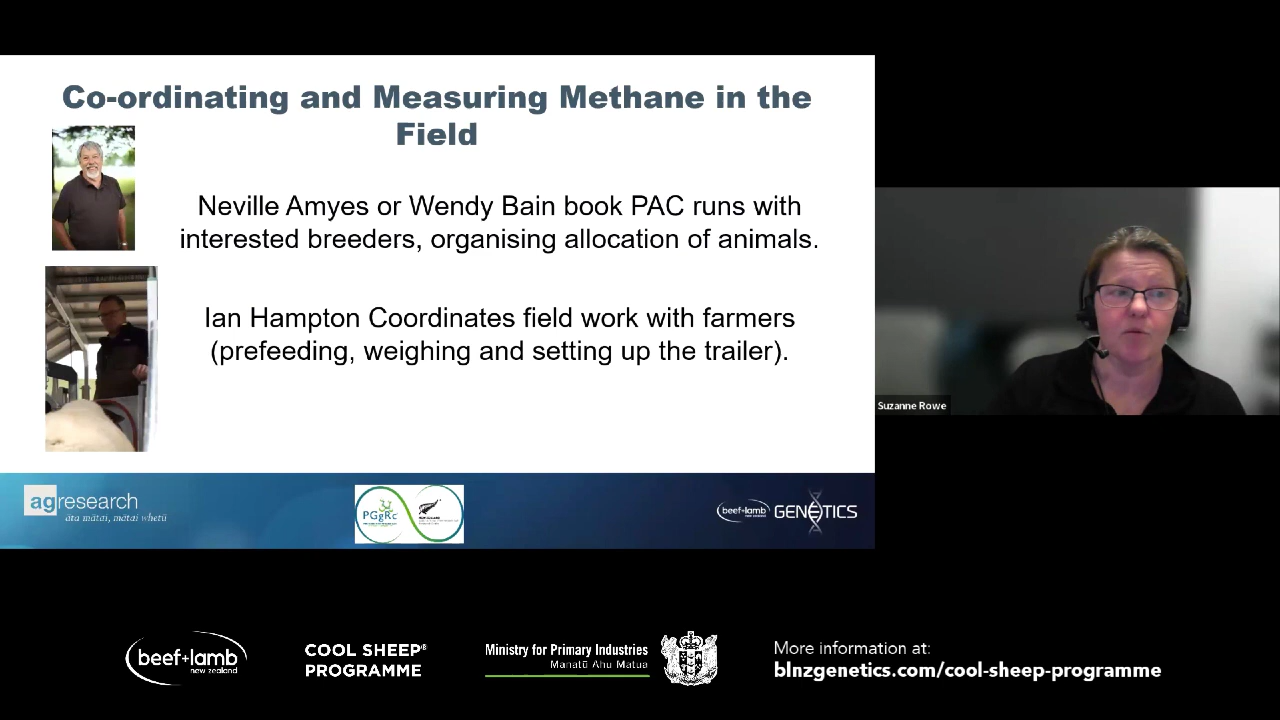 Co-ordinating and Measuring Methane in the
Field
Neville Amyes or Wendy Bain book PAC runs with
interested breeders, organising allocation of animals.
Ian Hampton Coordinates field work with farmers
(prefeeding, weighing and setting up the trailer).
Suzanne Rowe
agresearch
āta mātai, mātai whetū
PGgRc
beef+lamb
GENETICS
beef+lamb
new zealand
COOL SHEEP®
PROGRAMME
Ministry for Primary Industries
Manatū Ahu Matua
More information at:
blnzgenetics.com/cool-sheep-programme